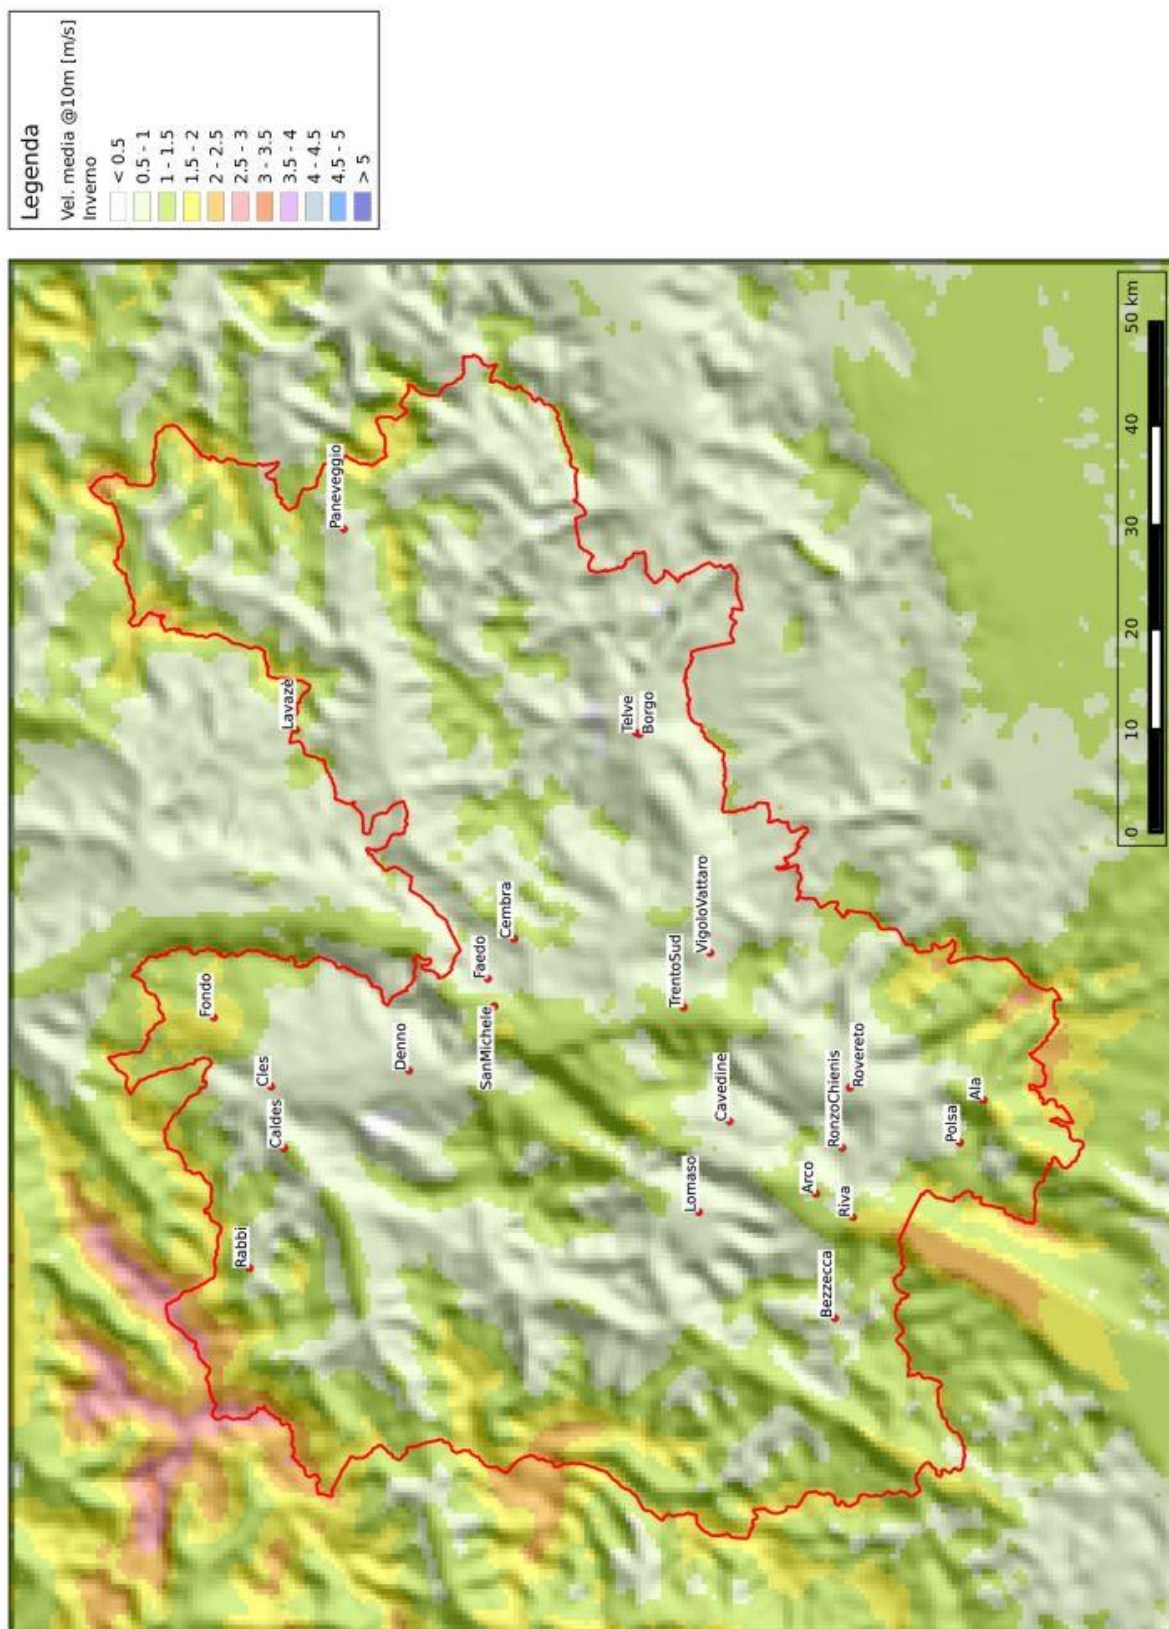 Legenda
Vel. media @10m [m/s]
Inverno
< 0.5
0.5 - 1
1 - 1.5
1.5 - 2
2 - 2.5
2.5 - 3
3 - 3.5
3.5 - 4
4 - 4.5
4.5 - 5
> 5
Fondo
Cles
Caldes
Rabbi
Denno
SanMichele
Faedo
Cembra
Lavazè
Paneveggio
Telve
Borgo
TrentoSud
VigoloVattaro
Cavedine
Lomaso
Arco
Riva
RonzoChienis
Rovereto
Bezzecca
Polsa
Ala
0 10 20 30 40 50 km